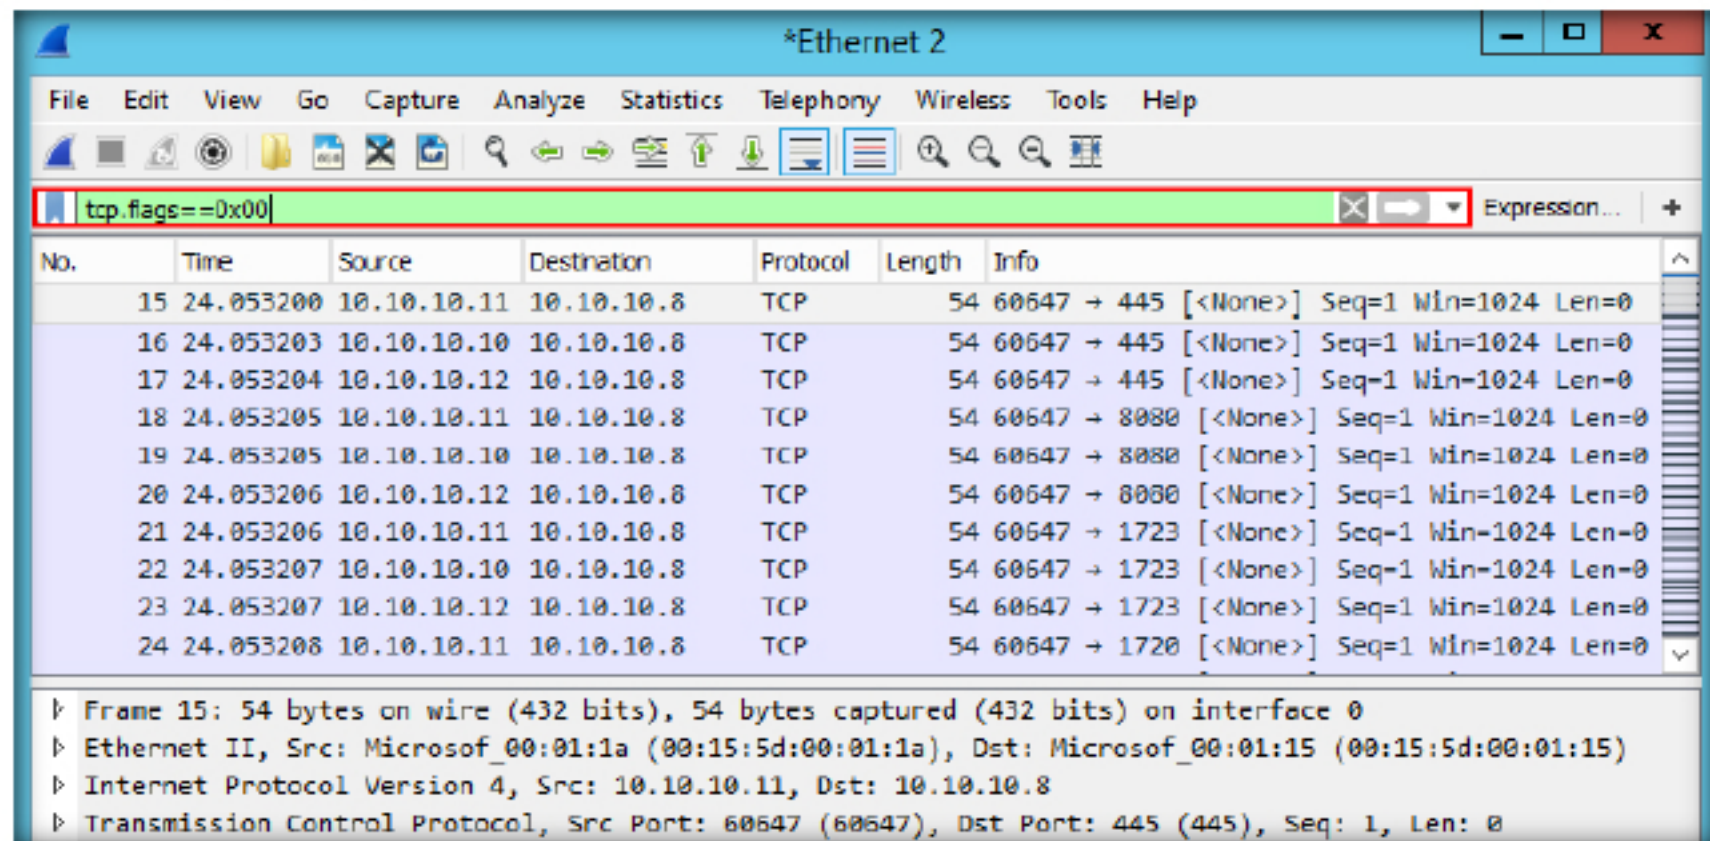 *Ethernet 2
File Edit View Go Capture Analyze Statistics Telephony Wireless Tools Help
tcp.flags==0x00 Expression... +
No. Time Source Destination Protocol Length Info
15 24.053200 10.10.10.11 10.10.10.8 TCP 54 60647 → 445 [<None>] Seq=1 Win=1024 Len=0
16 24.053203 10.10.10.10 10.10.10.8 TCP 54 60647 → 445 [<None>] Seq=1 Win=1024 Len=0
17 24.053204 10.10.10.12 10.10.10.8 TCP 54 60647 → 445 [<None>] Seq=1 Win=1024 Len=0
18 24.053205 10.10.10.11 10.10.10.8 TCP 54 60647 → 8080 [<None>] Seq=1 Win=1024 Len=0
19 24.053205 10.10.10.10 10.10.10.8 TCP 54 60647 → 8080 [<None>] Seq=1 Win=1024 Len=0
20 24.053206 10.10.10.12 10.10.10.8 TCP 54 60647 → 8080 [<None>] Seq=1 Win=1024 Len=0
21 24.053206 10.10.10.11 10.10.10.8 TCP 54 60647 → 1723 [<None>] Seq=1 Win=1024 Len=0
22 24.053207 10.10.10.10 10.10.10.8 TCP 54 60647 → 1723 [<None>] Seq=1 Win=1024 Len=0
23 24.053207 10.10.10.12 10.10.10.8 TCP 54 60647 → 1723 [<None>] Seq=1 Win=1024 Len=0
24 24.053208 10.10.10.11 10.10.10.8 TCP 54 60647 → 1720 [<None>] Seq=1 Win=1024 Len=0
Frame 15: 54 bytes on wire (432 bits), 54 bytes captured (432 bits) on interface 0
Ethernet II, Src: Microsof_00:01:1a (00:15:5d:00:01:1a), Dst: Microsof_00:01:15 (00:15:5d:00:01:15)
Internet Protocol Version 4, Src: 10.10.10.11, Dst: 10.10.10.8
Transmission Control Protocol, Src Port: 60647 (60647), Dst Port: 445 (445), Seq: 1, Len: 0